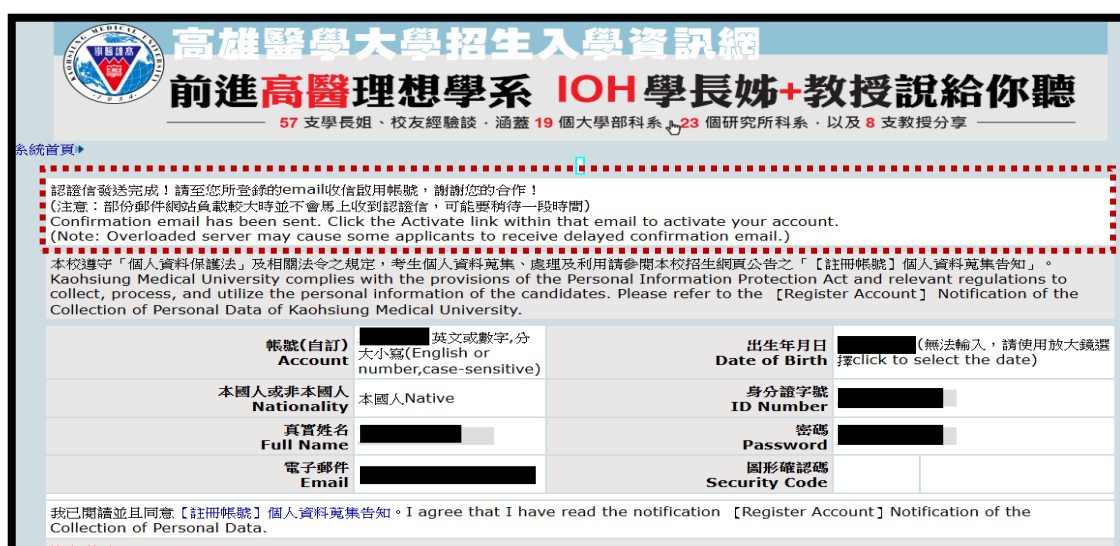 高雄醫學大學招生入學資訊網
前進高醫理想學系 IOH學長姊+教授說給你聽
57 支學長姐、校友經驗談．涵蓋 19 個大學部科系、23 個研究所科系．以及 8 支教授分享
系統首頁
認證信發送完成！請至您所登錄的email收信啟用帳號，謝謝您的合作！
(注意：部份郵件網站負載較大時並不會馬上收到認證信，可能要稍待一段時間)
Confirmation email has been sent. Click the Activate link within that email to activate your account.
(Note: Overloaded server may cause some applicants to receive delayed confirmation email.)
本校遵守「個人資料保護法」及相關法令之規定，考生個人資料蒐集、處理及利用請參閱本校招生網頁公告之「【註冊帳號】個人資料蒐集告知」。
Kaohsiung Medical University complies with the provisions of the Personal Information Protection Act and relevant regulations to
collect, process, and utilize the personal information of the candidates. Please refer to the 【Register Account】 Notification of the
Collection of Personal Data of Kaohsiung Medical University.
帳號(自訂)
Account
英文或數字,分
大小寫(English or
number,case-sensitive)
出生年月日
Date of Birth
(無法輸入，請使用放大鏡選
擇click to select the date)
本國人或非本國人
Nationality
本國人Native
身分證字號
ID Number
真實姓名
Full Name
密碼
Password
電子郵件
Email
圖形確認碼
Security Code
我已閱讀並且同意【註冊帳號】個人資料蒐集告知。I agree that I have read the notification 【Register Account】Notification of the
Collection of Personal Data.